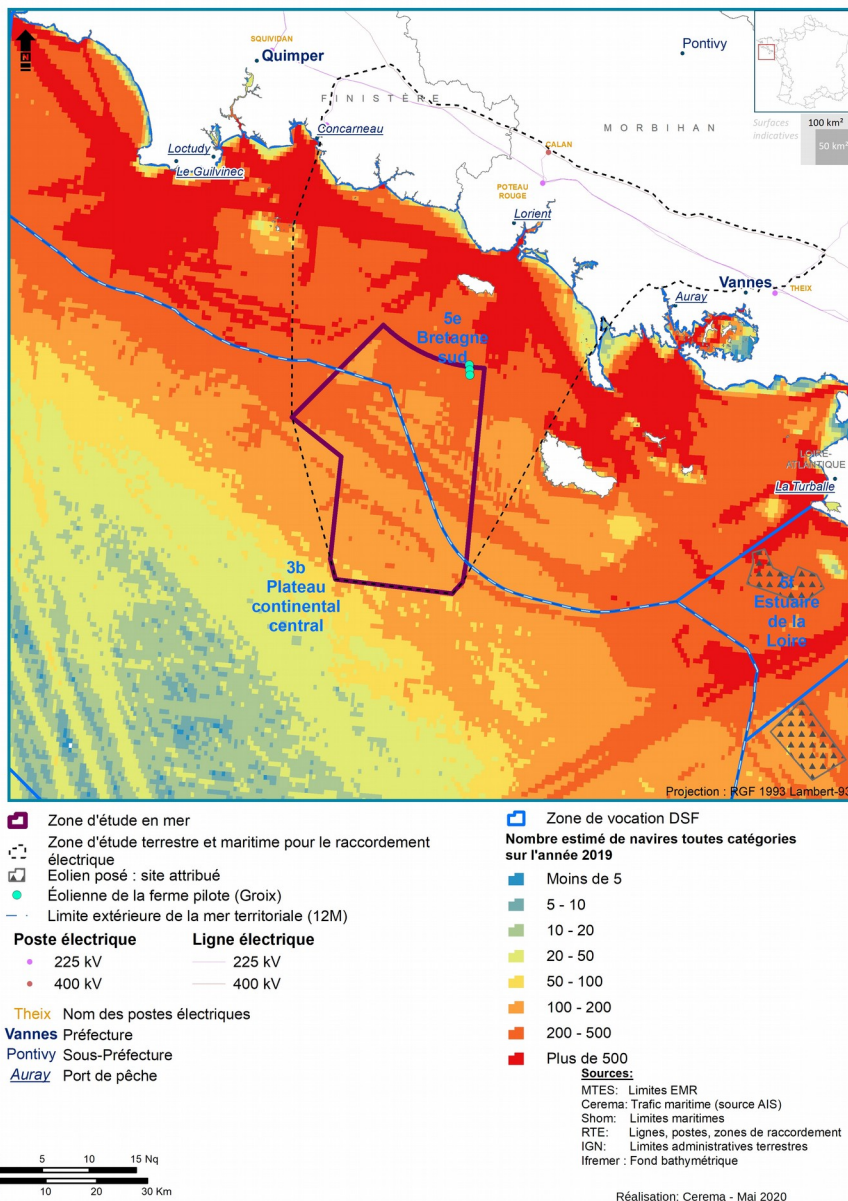 N
SQUIVIDAN
Quimper
Pontivy
FINISTÈRE
Surfaces indicatives
100 km²
50 km²
MORBIHAN
Concarneau
Loctudy
Le Guilvinec
CALAN
POTEAU
ROUGE
Lorient
Vannes
THEIX
Auray
5e
Bretagne
sud
LOIRE-
ATLANTIQUE
La Turballe
3b
Plateau
continental
central
5f
Estuaire
de la
Loire
Projection : RGF 1993 Lambert-93
Zone d'étude en mer
Zone d'étude terrestre et maritime pour le raccordement
électrique
Eolien posé : site attribué
Éolienne de la ferme pilote (Groix)
Limite extérieure de la mer territoriale (12M)
Poste électrique Ligne électrique
225 kV 225 kV
400 kV 400 kV
Theix Nom des postes électriques
Vannes Préfecture
Pontivy Sous-Préfecture
Auray Port de pêche
5 10 15 Nq
10 20 30 Km
Zone de vocation DSF
Nombre estimé de navires toutes catégories
sur l'année 2019
Moins de 5
5 - 10
10 - 20
20 - 50
50 - 100
100 - 200
200 - 500
Plus de 500
Sources:
MTES: Limites EMR
Cerema: Trafic maritime (source AIS)
Shom: Limites maritimes
RTE: Lignes, postes, zones de raccordement
IGN: Limites administratives terrestres
Ifremer : Fond bathymétrique
Réalisation: Cerema - Mai 2020